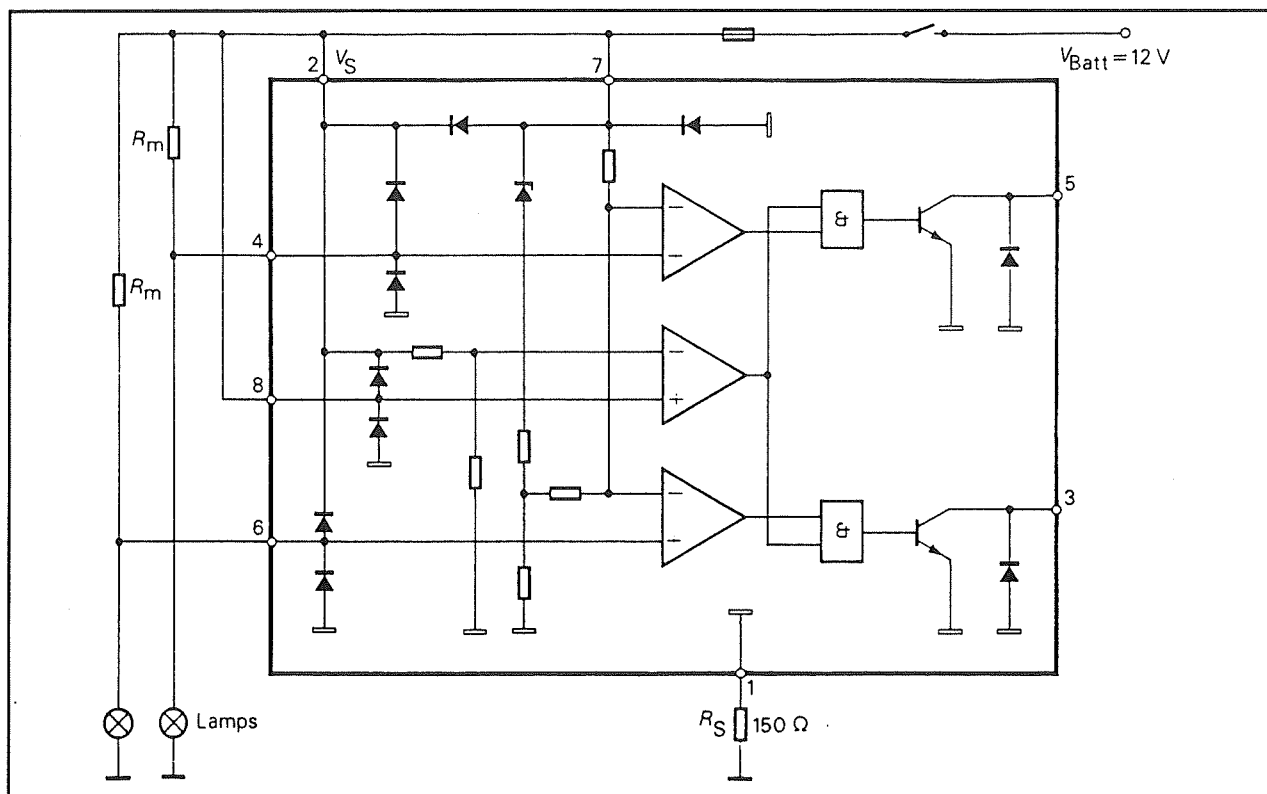 2 V_S 7
V_Batt = 12 V
R_m
5
−
&
4
−
R_m
−
8
+
3
−
&
6
−
1
Lamps
R_S 150 Ω